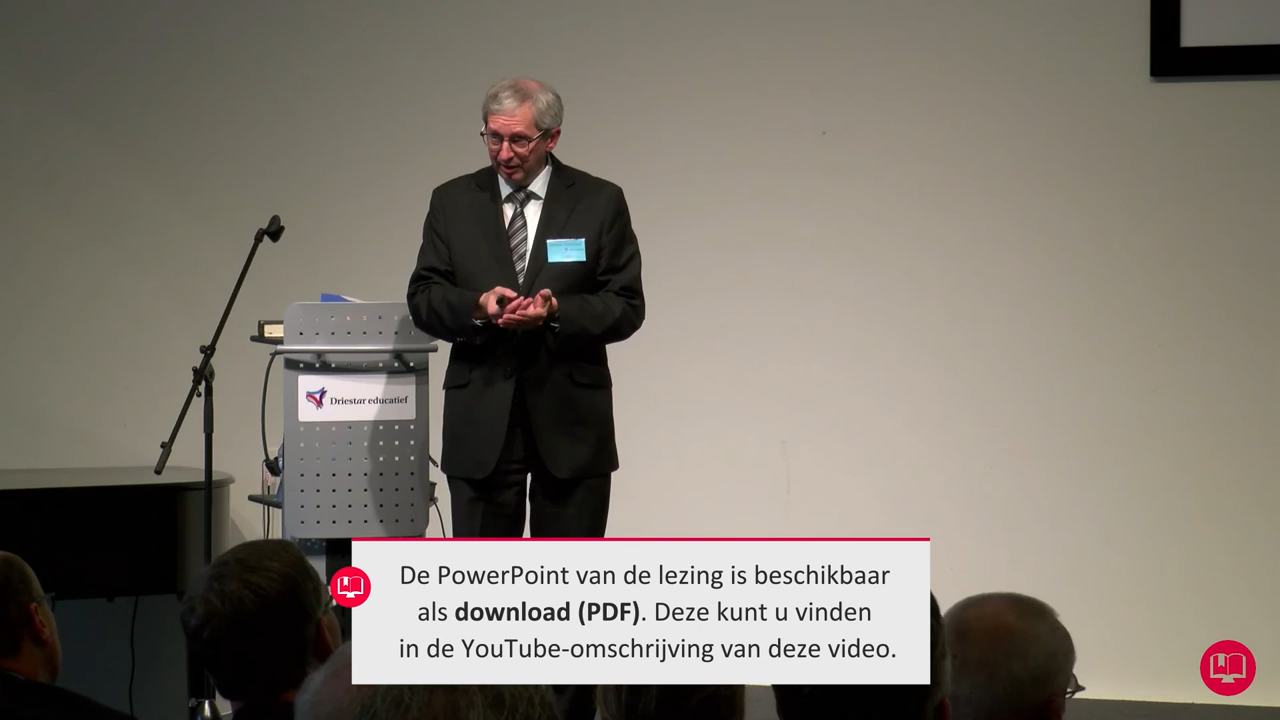 Driestar educatief
De PowerPoint van de lezing is beschikbaar
als download (PDF). Deze kunt u vinden
in de YouTube-omschrijving van deze video.